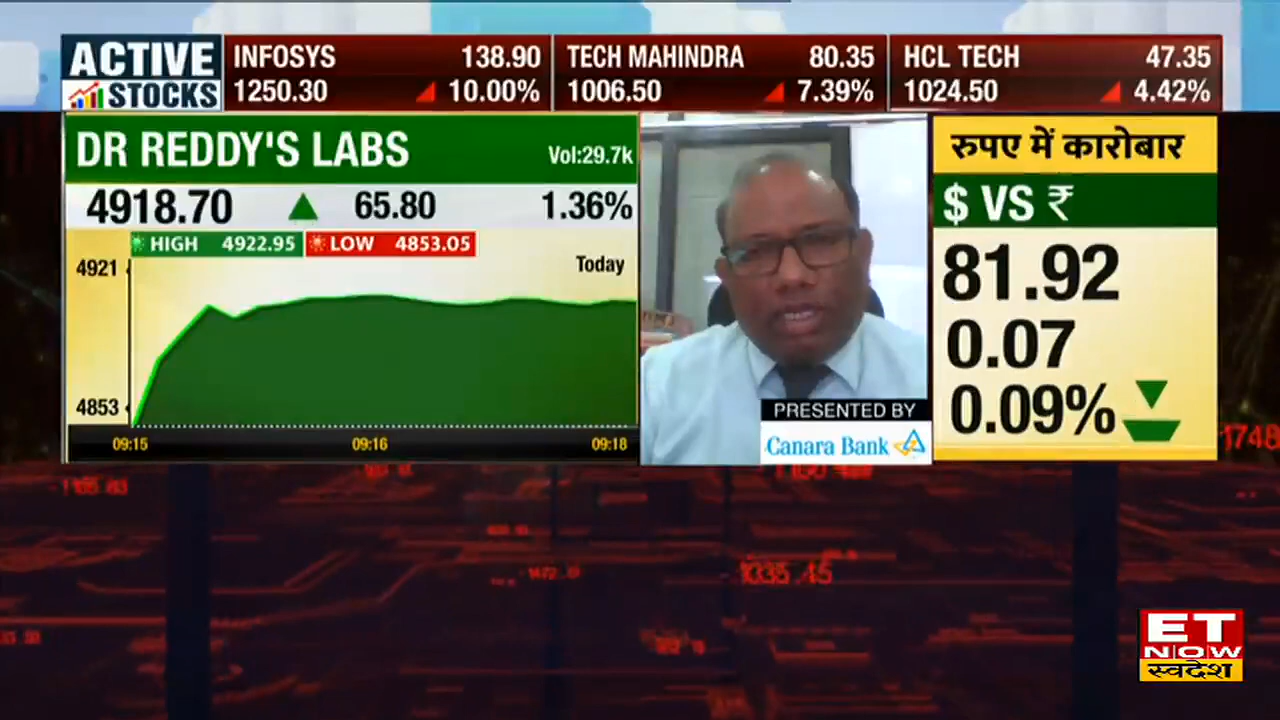 ACTIVE
STOCKS
INFOSYS 138.90
1250.30 10.00%
TECH MAHINDRA 80.35
1006.50 7.39%
HCL TECH 47.35
1024.50 4.42%
DR REDDY'S LABS Vol:29.7k
4918.70 65.80 1.36%
HIGH 4922.95 LOW 4853.05
Today
4921
4853
09:15 09:16 09:18
PRESENTED BY
Canara Bank
रुपए में कारोबार
$ VS ₹
81.92
0.07
0.09%
1748
1035.45
ET
NOW
स्वदेश